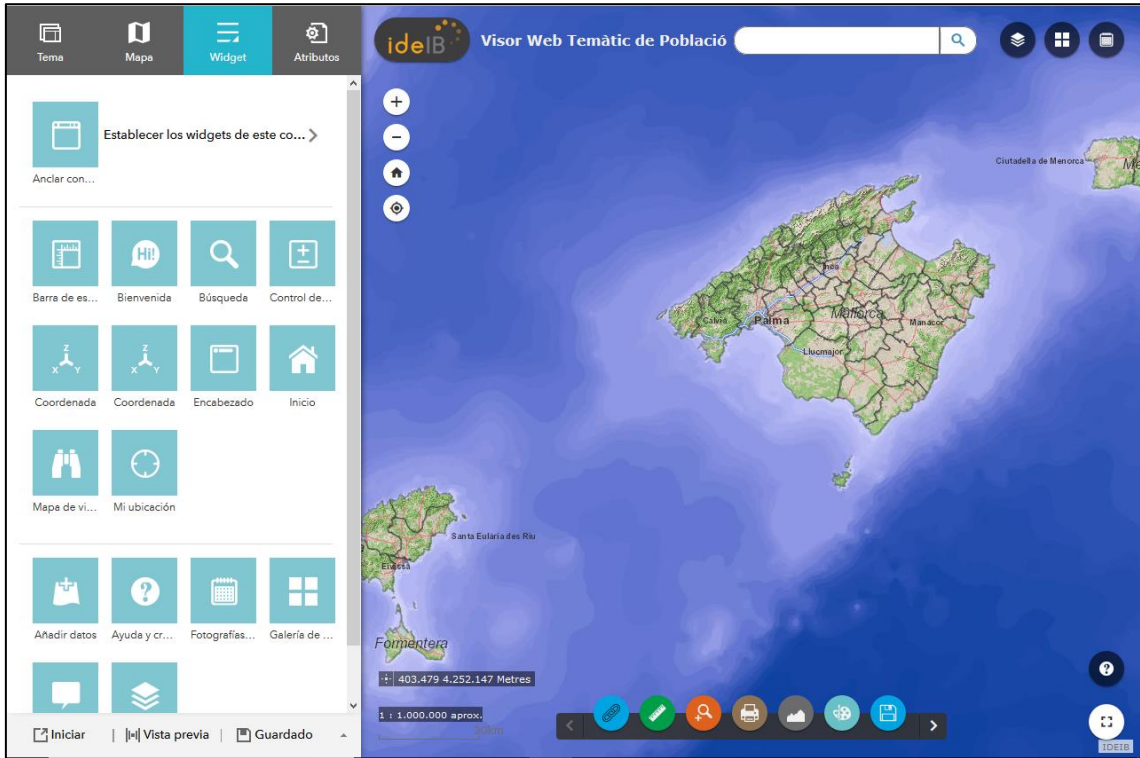 Tema
Mapa
Widget
Atributos
Establecer los widgets de este co...
Anclar con...
Barra de es...
Hi!
Bienvenida
Búsqueda
Control de...
Z
X
Y
Coordenada
Z
X
Y
Coordenada
Encabezado
Inicio
Mapa de vi...
Mi ubicación
Añadir datos
Ayuda y cr...
Fotografías...
Galería de ...
Iniciar
Vista previa
Guardado
ideIB
Visor Web Temàtic de Població
Ciutadella de Menorca
Me
Inca
Calvià
Palma
Mallorca
Manacor
Llucmajor
Santa Eulària des Riu
Eivissa
Formentera
403.479 4.252.147 Metres
1 : 1.000.000 aprox.
30km
IDEIB